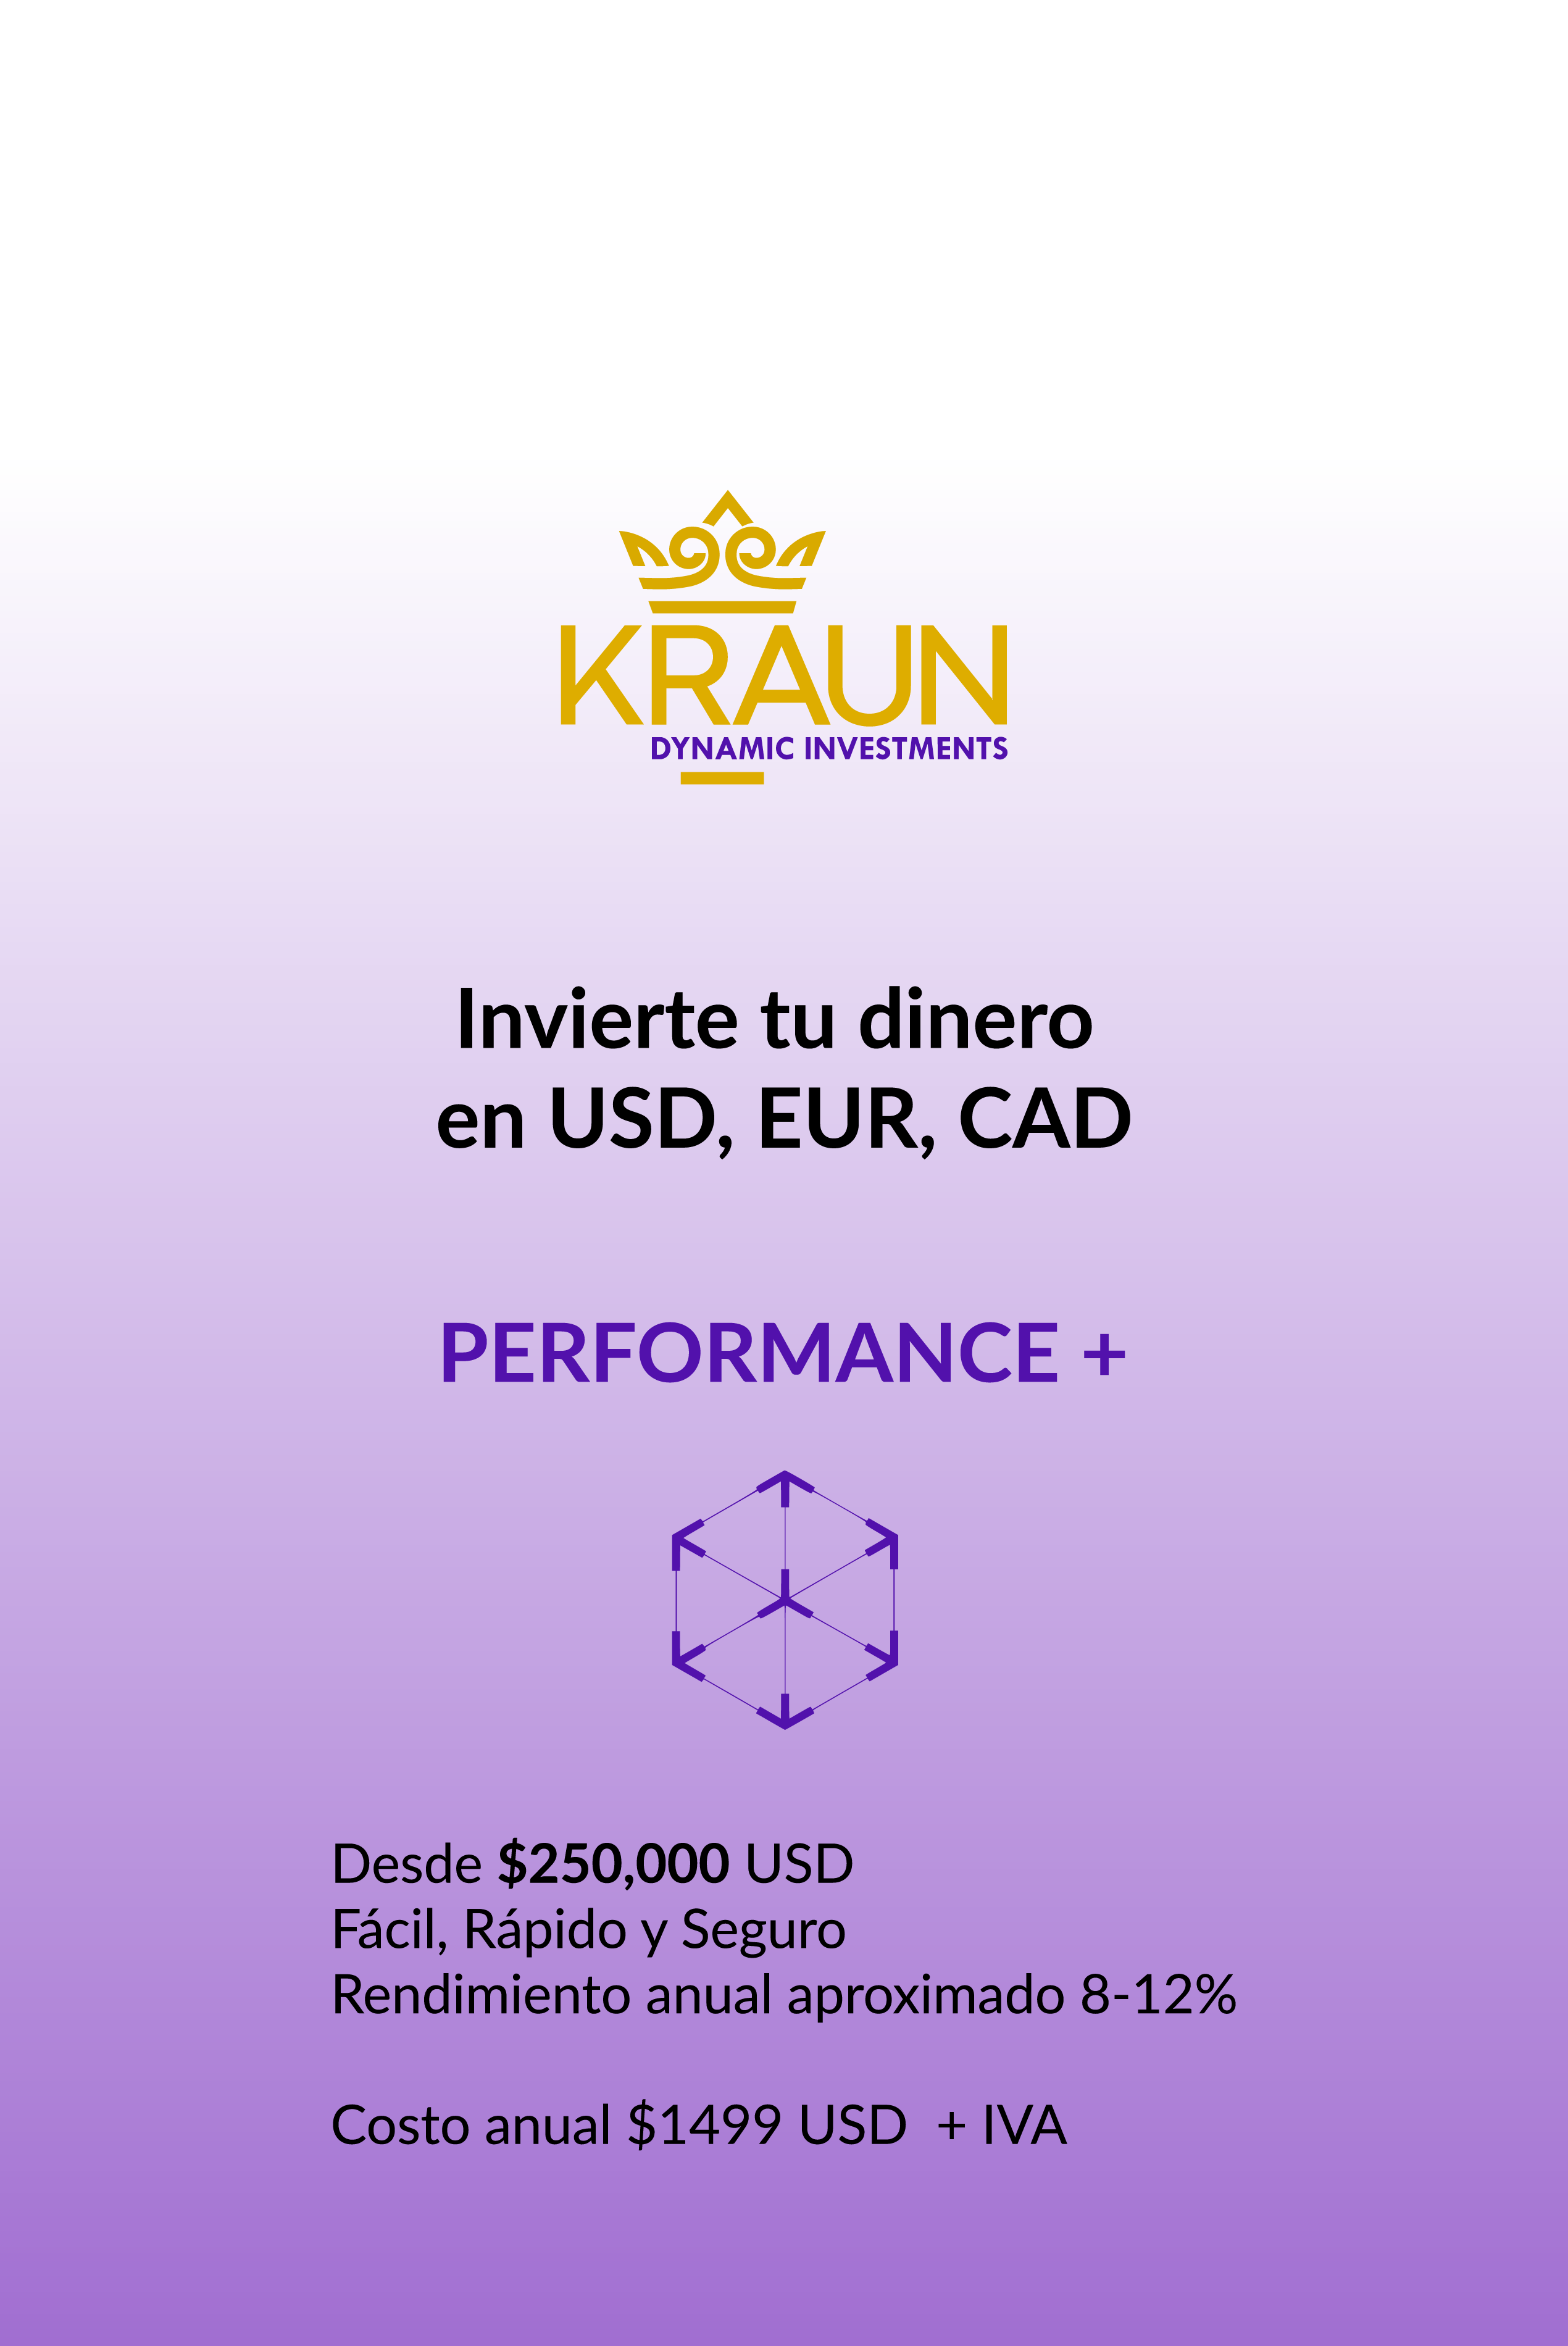 KRAUN
DYNAMIC INVESTMENTS
Invierte tu dinero
en USD, EUR, CAD
PERFORMANCE +
Desde $250,000 USD
Fácil, Rápido y Seguro
Rendimiento anual aproximado 8-12%
Costo anual $1499 USD + IVA